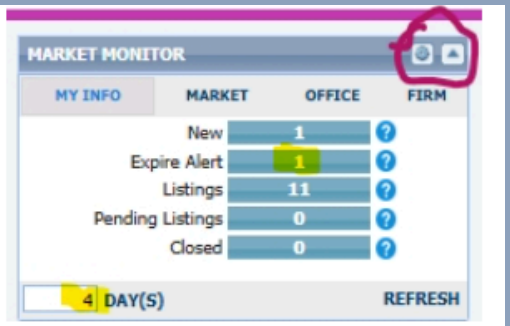 MARKET MONITOR
MY INFO MARKET OFFICE FIRM
New 1 ?
Expire Alert 1 ?
Listings 11 ?
Pending Listings 0 ?
Closed 0 ?
4 DAY(S) REFRESH